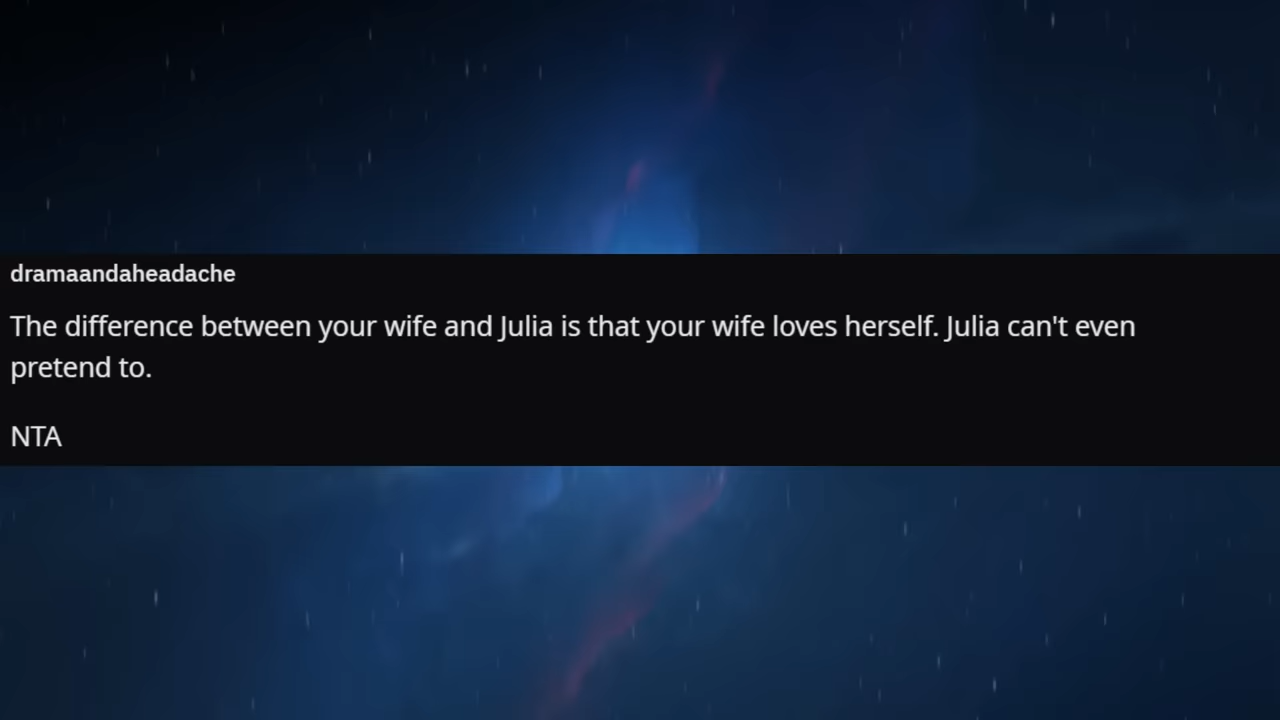 dramaandaheadache
The difference between your wife and Julia is that your wife loves herself. Julia can't even
pretend to.
NTA